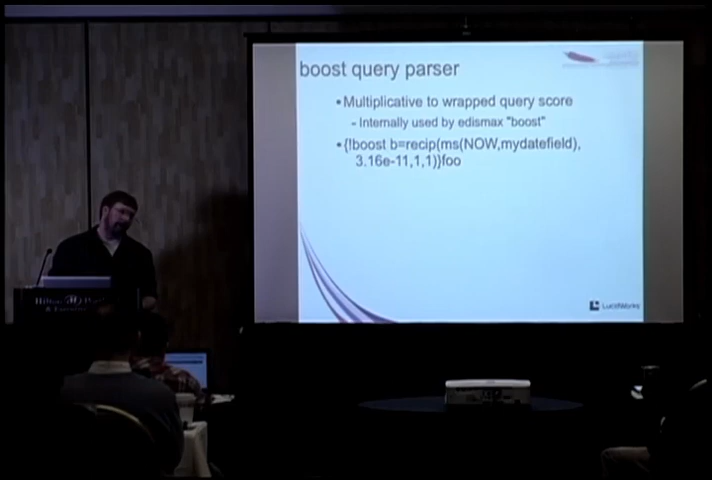 boost query parser
•Multiplicative to wrapped query score
- Internally used by edismax "boost"
•{!boost b=recip(ms(NOW,mydatefield),
3.16e-11,1,1)}foo
LucidWorks
Hilton